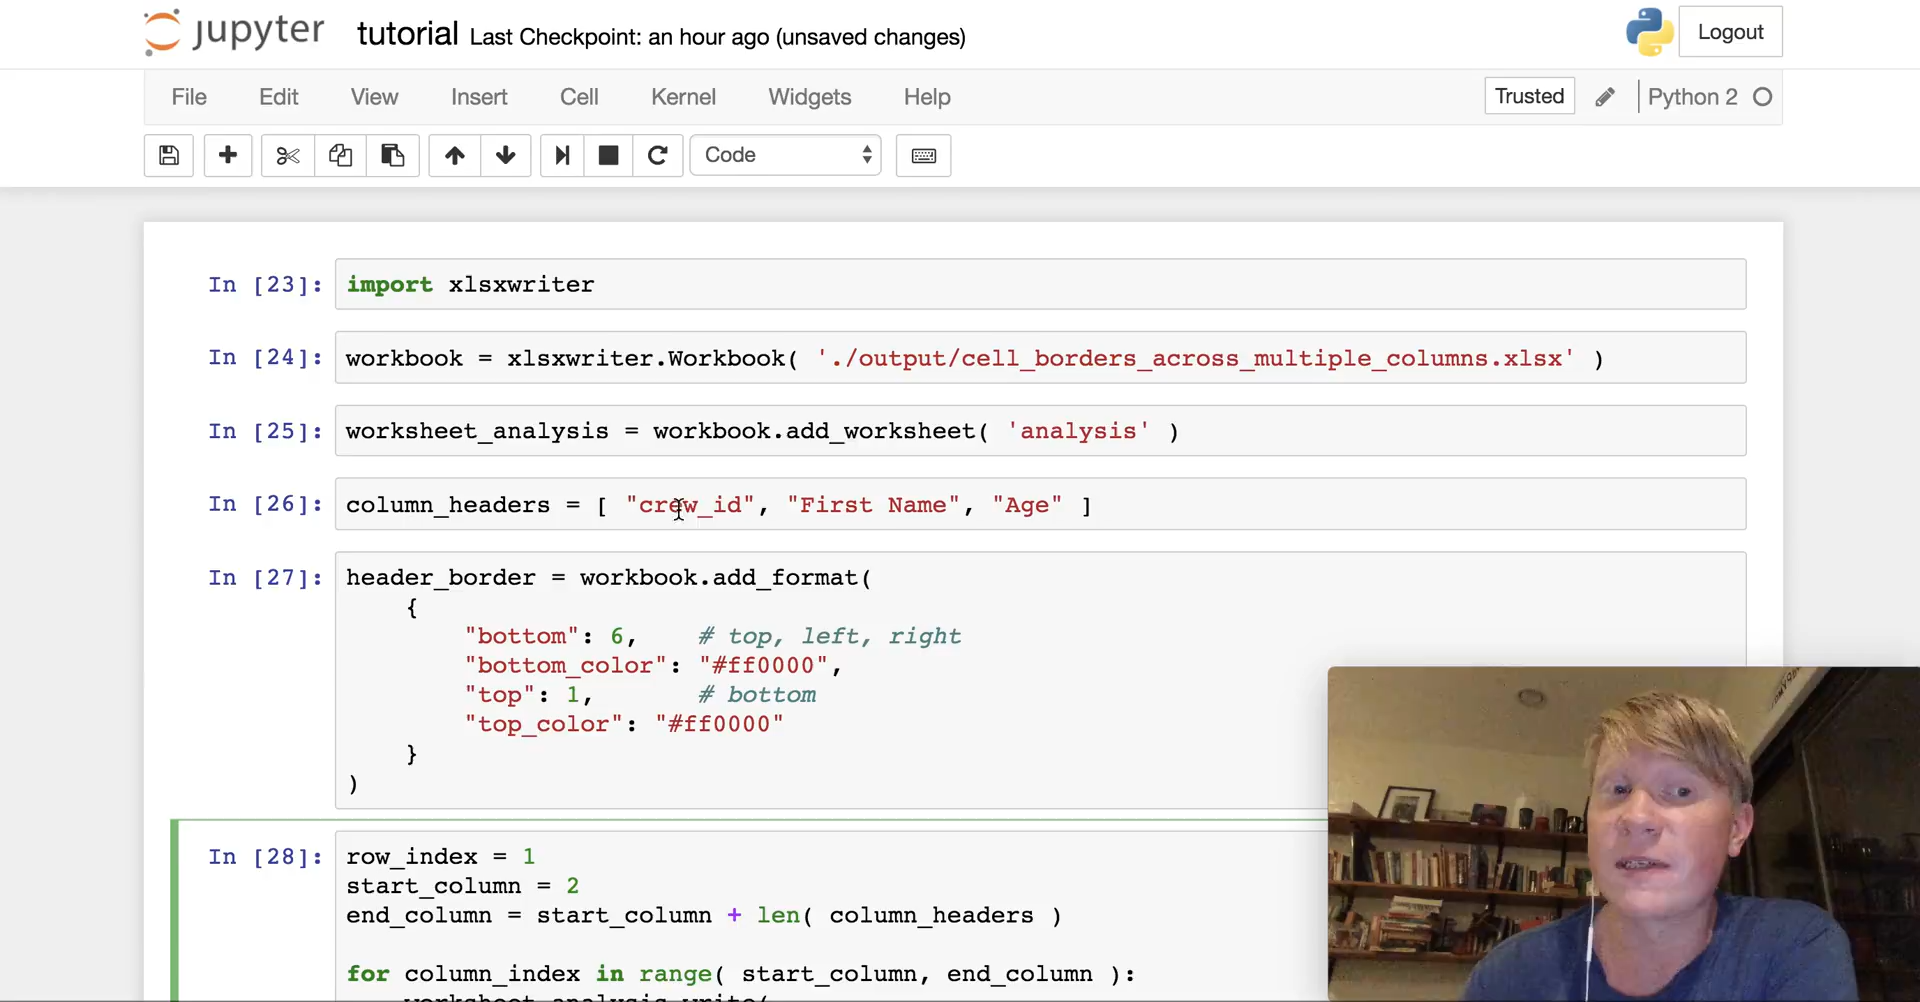 jupyter tutorial Last Checkpoint: an hour ago (unsaved changes) Logout
File Edit View Insert Cell Kernel Widgets Help Trusted Python 2
Code
In [23]: import xlsxwriter
In [24]: workbook = xlsxwriter.Workbook( './output/cell_borders_across_multiple_columns.xlsx' )
In [25]: worksheet_analysis = workbook.add_worksheet( 'analysis' )
In [26]: column_headers = [ "crew_id", "First Name", "Age" ]
In [27]: header_border = workbook.add_format(
{
"bottom": 6, # top, left, right
"bottom_color": "#ff0000",
"top": 1, # bottom
"top_color": "#ff0000"
}
)
In [28]: row_index = 1
start_column = 2
end_column = start_column + len( column_headers )
for column_index in range( start_column, end_column ):
worksheet_analysis.write(